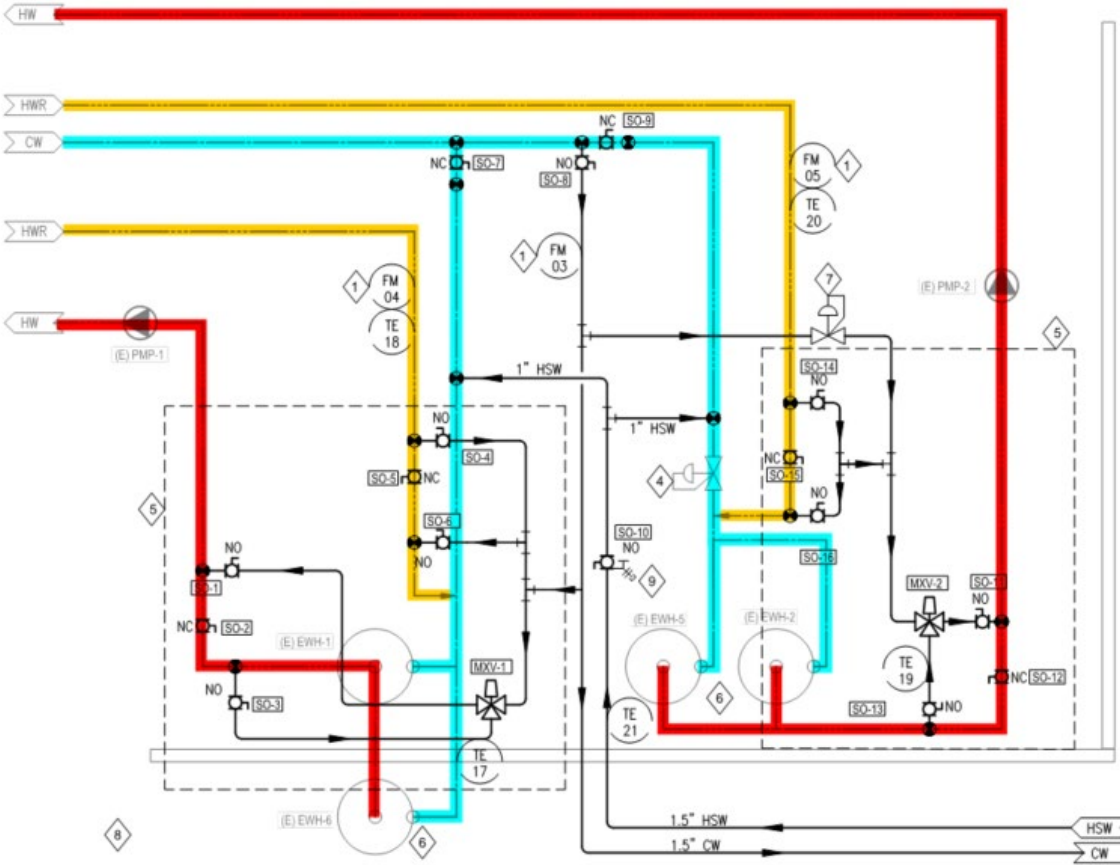 HW
HWR
CW
NC SO-9
NC SO-7
NO
SO-8
FM
05
1
TE
20
HWR
1
FM
03
1
FM
04
TE
18
7
(E) PMP-2
HW
(E) PMP-1
5
SO-14
NO
1" HSW
1" HSW
NO
SO-4
NC
SO-15
SO-5 NC
4
5
SO-6
NO
NO
SO-10
NO
9
SO-16
NO
SO-1
MXV-2
SO-11
NO
NC SO-2
(E) EWH-1
(E) EWH-5
(E) EWH-2
MXV-1
TE
19
NC SO-12
NO
SO-3
6
TE
21
SO-13
NO
TE
17
(E) EWH-6
6
8
1.5" HSW
HSW
1.5" CW
CW